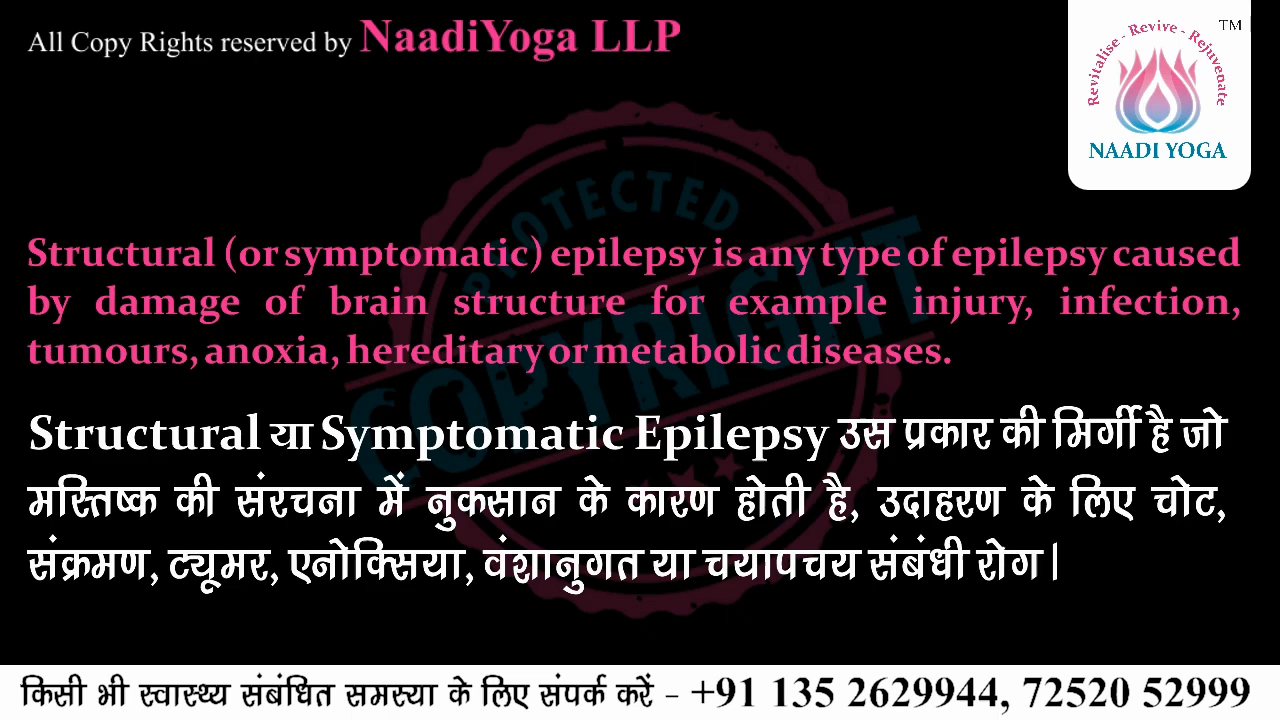 All Copy Rights reserved by NaadiYoga LLP
TM
Revitalise - Revive - Rejuvenate
NAADI YOGA
PROTECTED
COPYRIGHT
Structural (or symptomatic) epilepsy is any type of epilepsy caused
by damage of brain structure for example injury, infection,
tumours, anoxia, hereditary or metabolic diseases.
Structural या Symptomatic Epilepsy उस प्रकार की मिर्गी है जो
मस्तिष्क की संरचना में नुकसान के कारण होती है, उदाहरण के लिए चोट,
संक्रमण, ट्यूमर, एनोक्सिया, वंशानुगत या चयापचय संबंधी रोग।
किसी भी स्वास्थ्य संबंधित समस्या के लिए संपर्क करें - +91 135 2629944, 72520 52999